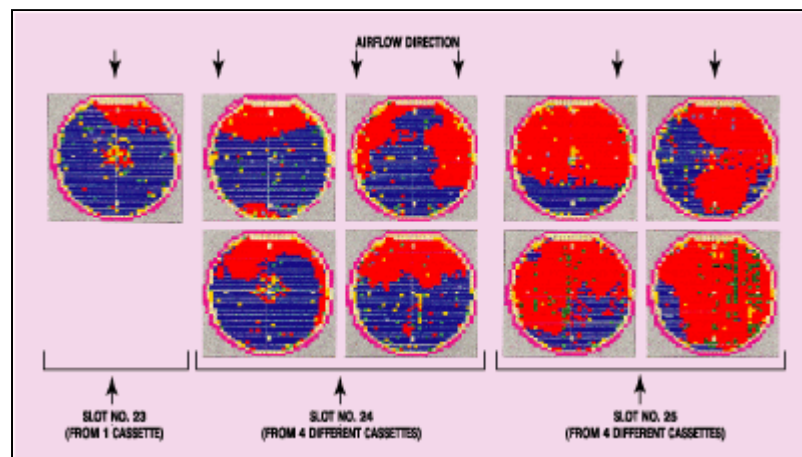 AIRFLOW DIRECTION
SLOT NO. 23
(FROM 1 CASSETTE)
SLOT NO. 24
(FROM 4 DIFFERENT CASSETTES)
SLOT NO. 25
(FROM 4 DIFFERENT CASSETTES)